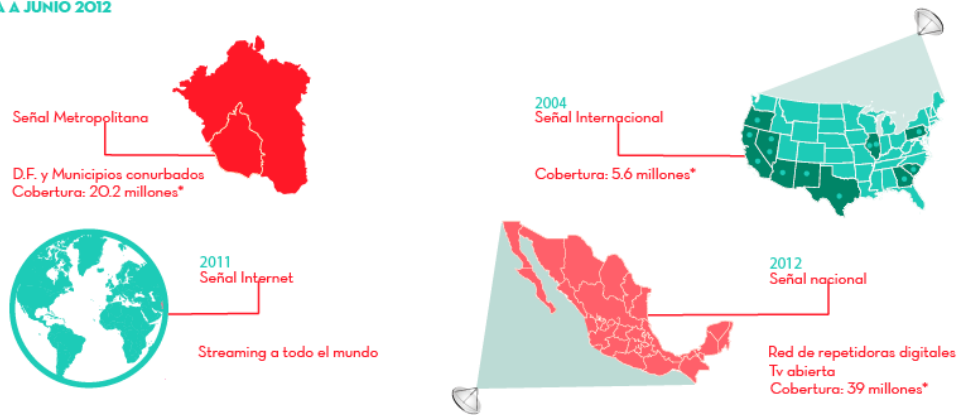 A JUNIO 2012
Señal Metropolitana
D.F. y Municipios conurbados
Cobertura: 20.2 millones*
2004
Señal Internacional
Cobertura: 5.6 millones*
2011
Señal Internet
Streaming a todo el mundo
2012
Señal nacional
Red de repetidoras digitales
Tv abierta
Cobertura: 39 millones*